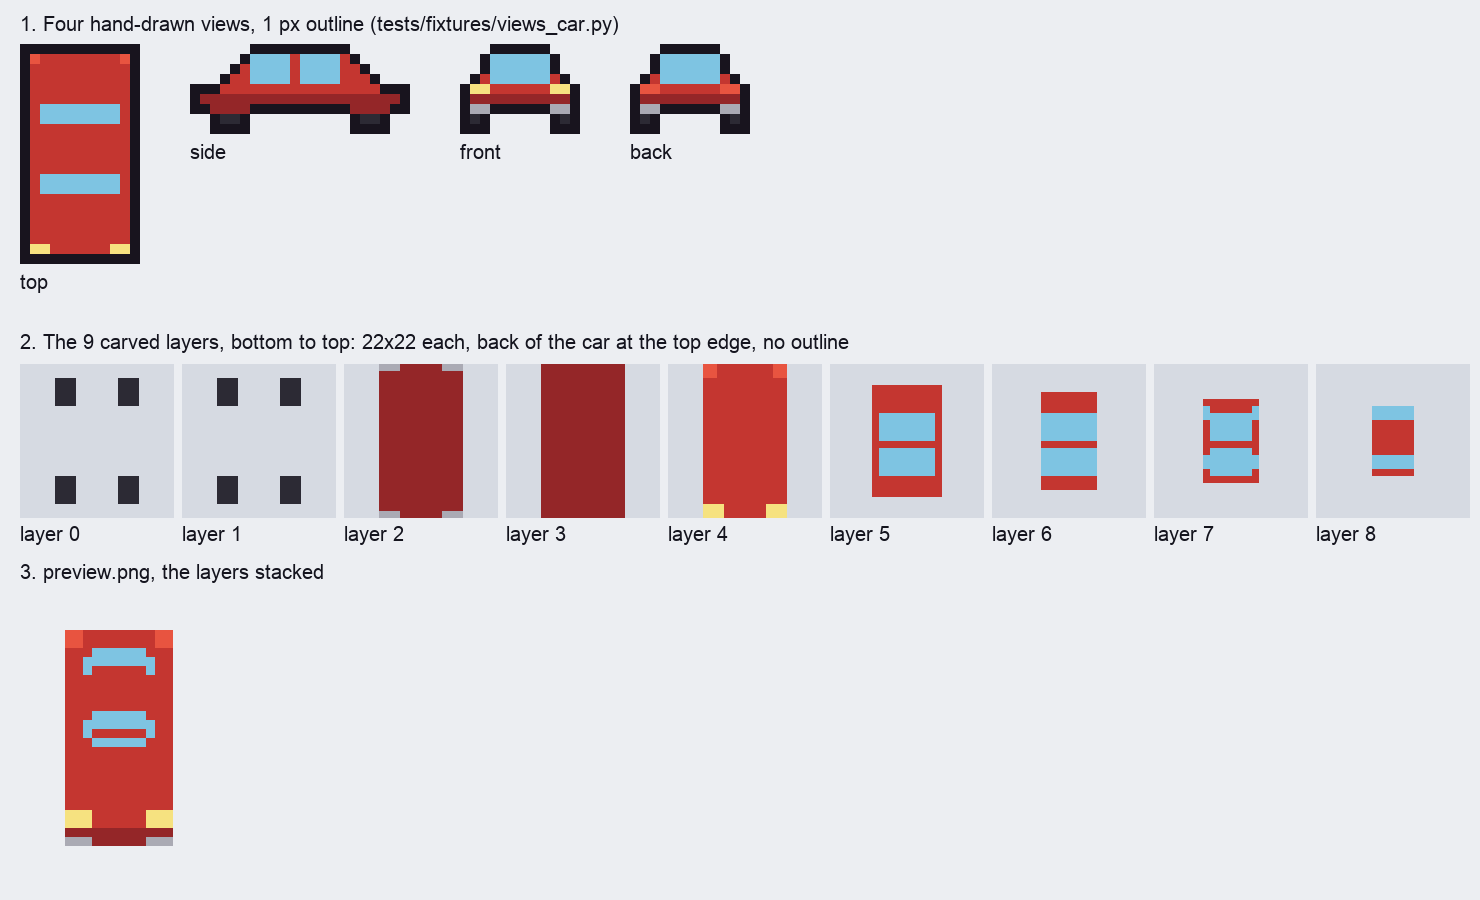 1. Four hand-drawn views, 1 px outline (tests/fixtures/views_car.py)
side
front
back
top
2. The 9 carved layers, bottom to top: 22x22 each, back of the car at the top edge, no outline
layer 0
layer 1
layer 2
layer 3
layer 4
layer 5
layer 6
layer 7
layer 8
3. preview.png, the layers stacked